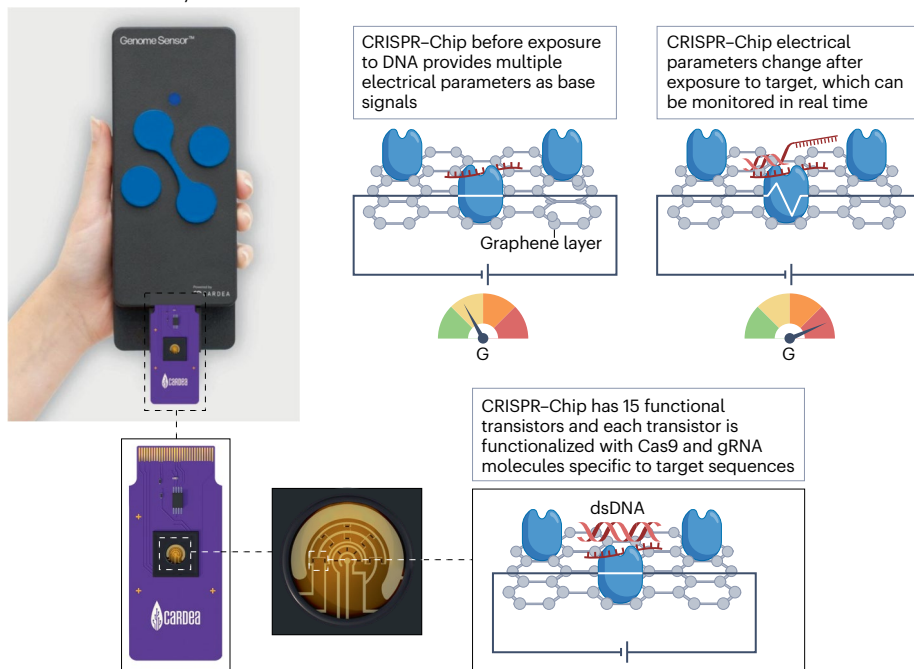 Genome Sensor™
Powered by
CARDEA
CARDEA
CRISPR–Chip before exposure
to DNA provides multiple
electrical parameters as base
signals
CRISPR–Chip electrical
parameters change after
exposure to target, which can
be monitored in real time
Graphene layer
G
G
CRISPR–Chip has 15 functional
transistors and each transistor is
functionalized with Cas9 and gRNA
molecules specific to target sequences
CARDEA
dsDNA